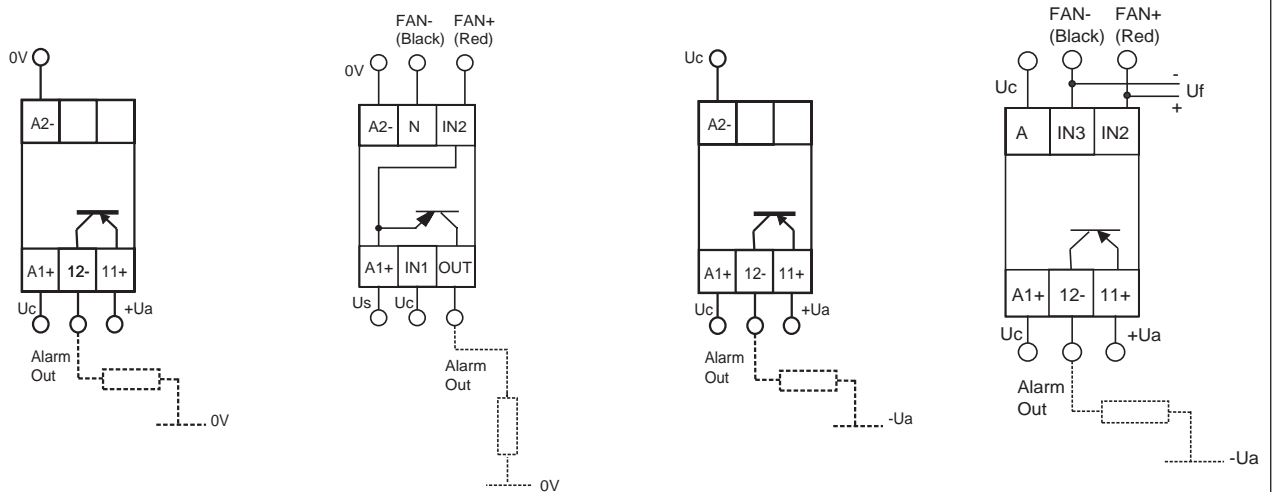 0V
A2-
A1+ 12- 11+
Uc +Ua
Alarm
Out
0V
FAN- FAN+
(Black) (Red)
0V
A2- N IN2
A1+ IN1 OUT
Us Uc
Alarm
Out
0V
Uc
A2-
A1+ 12- 11+
Uc +Ua
Alarm
Out
-Ua
FAN- FAN+
(Black) (Red)
Uc
-
Uf
+
A IN3 IN2
A1+ 12- 11+
Uc +Ua
Alarm
Out
-Ua